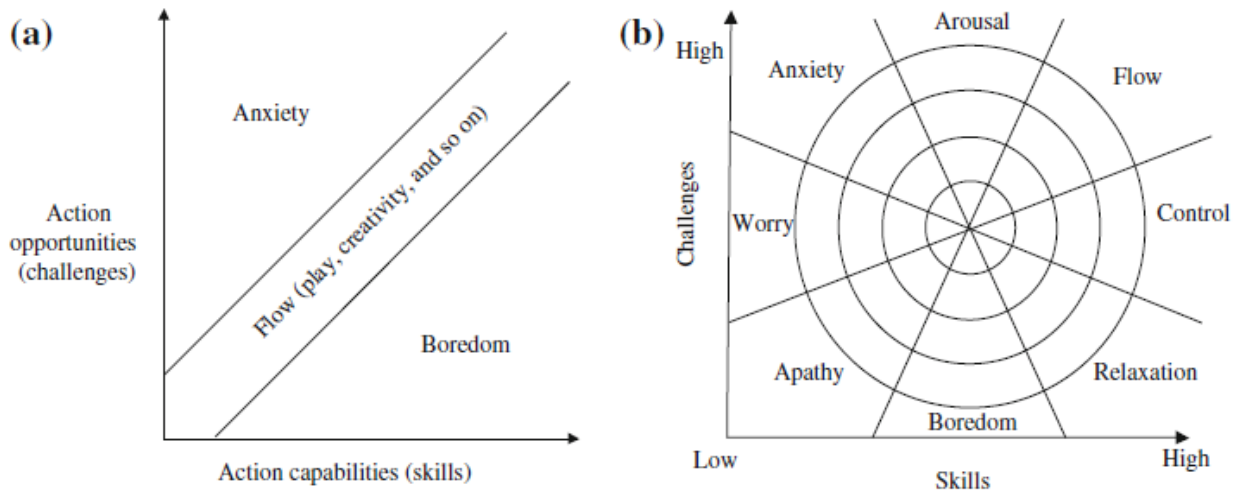 (a)
Anxiety
Action
opportunities
(challenges)
Flow (play, creativity, and so on)
Boredom
Action capabilities (skills)
(b)
High
Arousal
Anxiety
Flow
Challenges
Worry
Control
Apathy
Relaxation
Boredom
Low
High
Skills